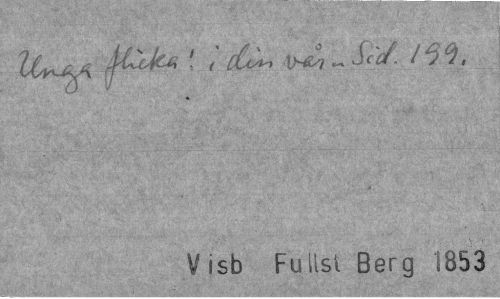 Unga flicka! i din vår" Sid. 199.
Visb Fullst Berg 1853